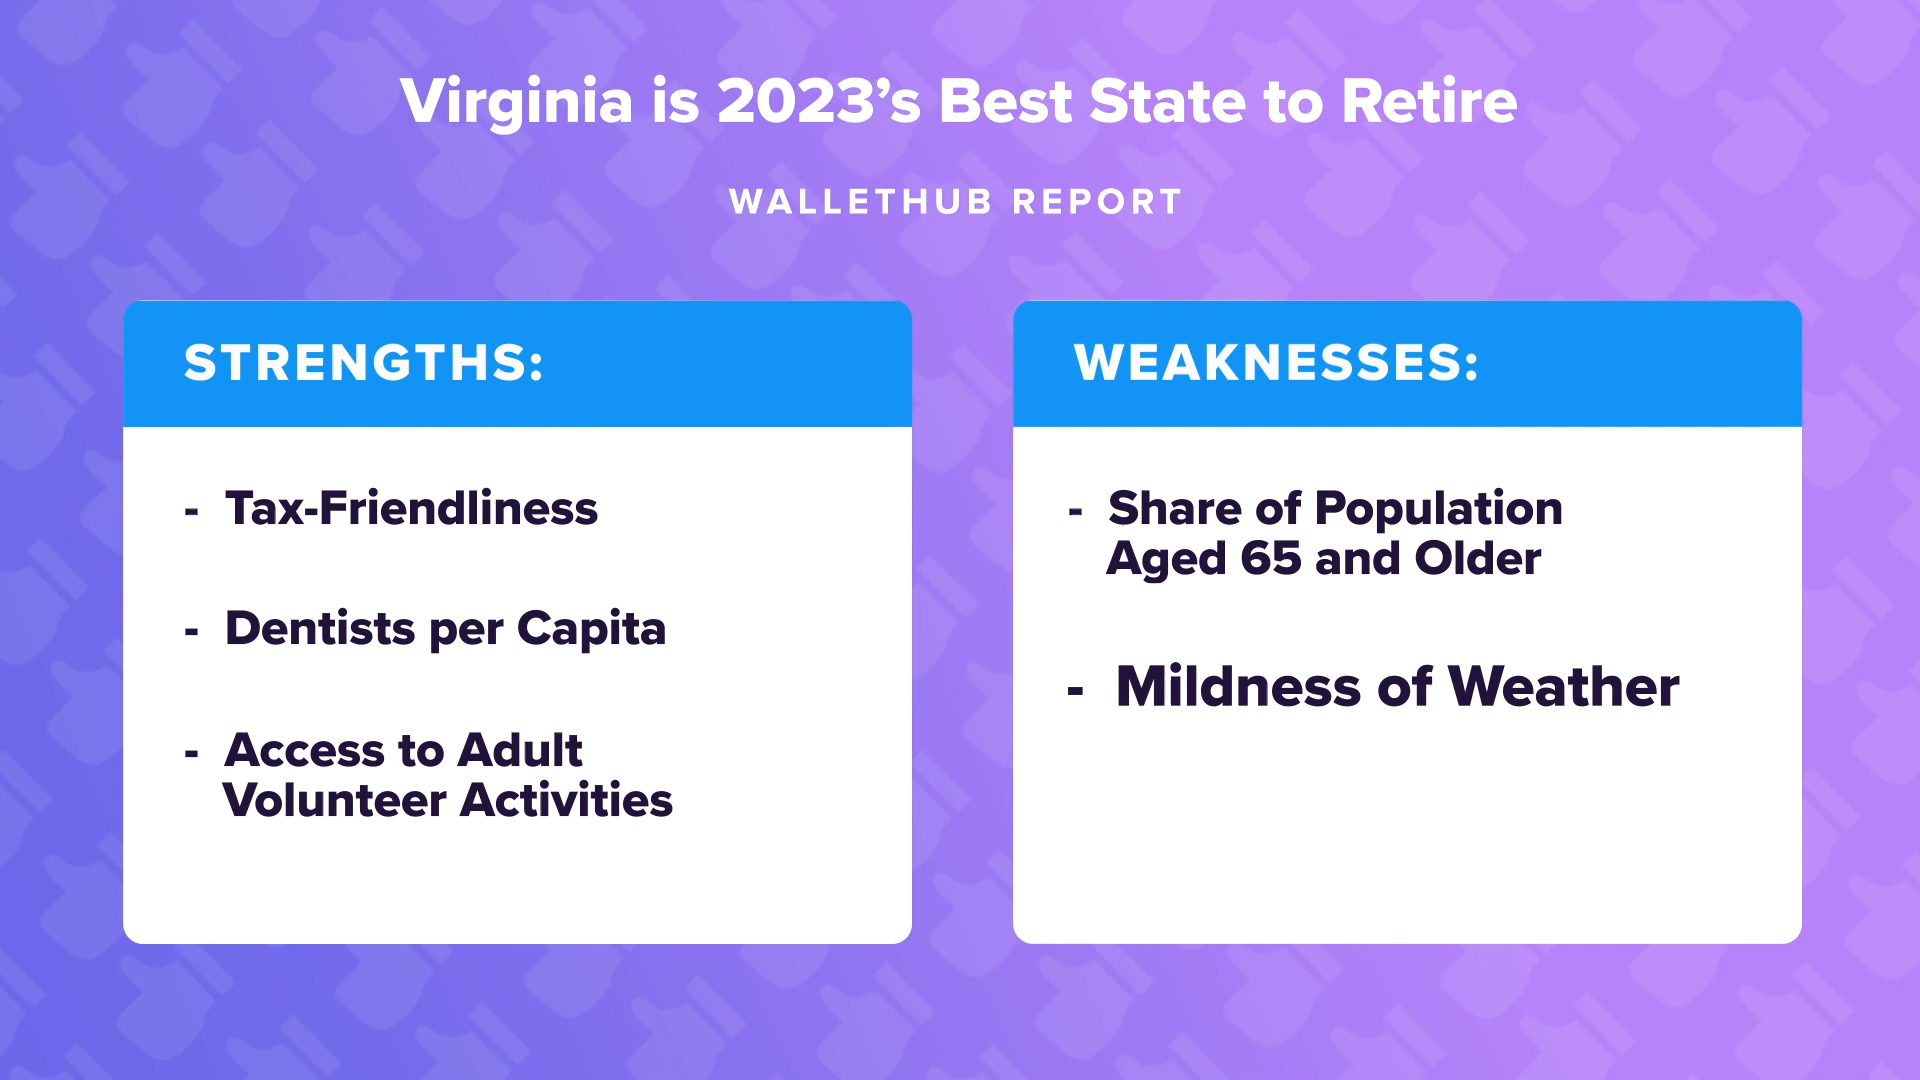 Virginia is 2023’s Best State to Retire
WALLETHUB REPORT
STRENGTHS:
- Tax-Friendliness
- Dentists per Capita
- Access to Adult
Volunteer Activities
WEAKNESSES:
- Share of Population
Aged 65 and Older
- Mildness of Weather